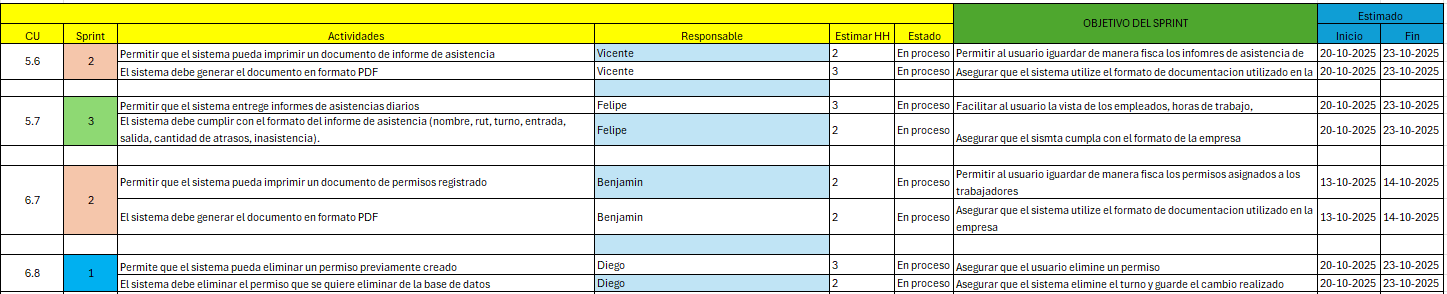 OBJETIVO DEL SPRINT
Estimado
CU Sprint Actividades Responsable Estimar HH Estado Inicio Fin
5.6 2 Permitir que el sistema pueda imprimir un documento de informe de asistencia Vicente 2 En proceso Permitir al usuario iguardar de manera fisca los infomres de asistencia de 20-10-2025 23-10-2025
El sistema debe generar el documento en formato PDF Vicente 3 En proceso Asegurar que el sistema utilize el formato de documentacion utilizado en la 20-10-2025 23-10-2025
5.7 3 Permitir que el sistema entrege informes de asistencias diarios Felipe 3 En proceso Facilitar al usuario la vista de los empleados, horas de trabajo, 20-10-2025 23-10-2025
El sistema debe cumplir con el formato del informe de asistencia (nombre, rut, turno, entrada,
salida, cantidad de atrasos, inasistencia). Felipe 2 En proceso Asegurar que el sismta cumpla con el formato de la empresa 20-10-2025 23-10-2025
6.7 2 Permitir que el sistema pueda imprimir un documento de permisos registrado Benjamin 2 En proceso Permitir al usuario iguardar de manera fisca los permisos asignados a los
trabajadores 13-10-2025 14-10-2025
El sistema debe generar el documento en formato PDF Benjamin 2 En proceso Asegurar que el sistema utilize el formato de documentacion utilizado en la
empresa 13-10-2025 14-10-2025
6.8 1 Permite que el sistema pueda eliminar un permiso previamente creado Diego 3 En proceso Asegurar que el usuario elimine un permiso 20-10-2025 23-10-2025
El sistema debe eliminar el permiso que se quiere eliminar de la base de datos Diego 2 En proceso Asegurar que el sistema elimine el turno y guarde el cambio realizado 20-10-2025 23-10-2025